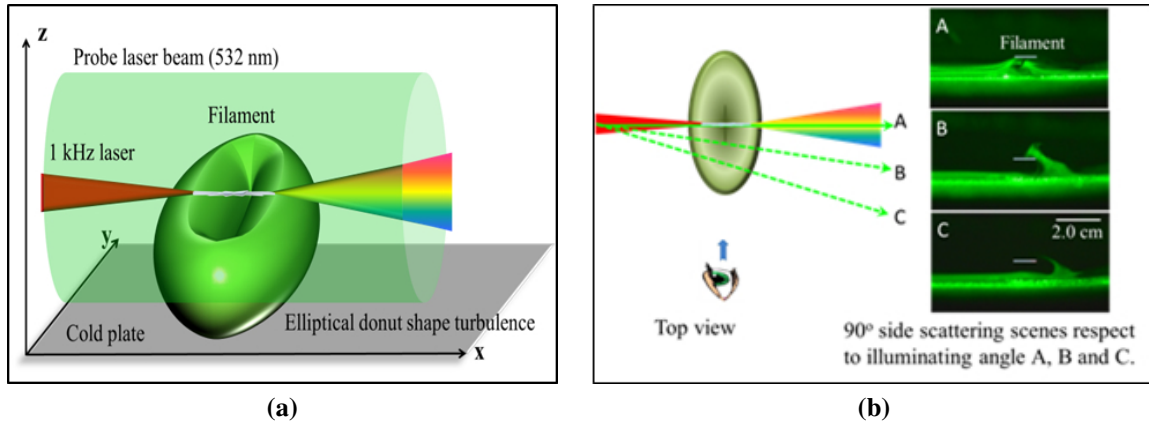 z
Probe laser beam (532 nm)
Filament
1 kHz laser
y
Cold plate
Elliptical donut shape turbulence
x
(a)
A
B
C
Top view
A
Filament
B
C
2.0 cm
90° side scattering scenes respect
to illuminating angle A, B and C.
(b)